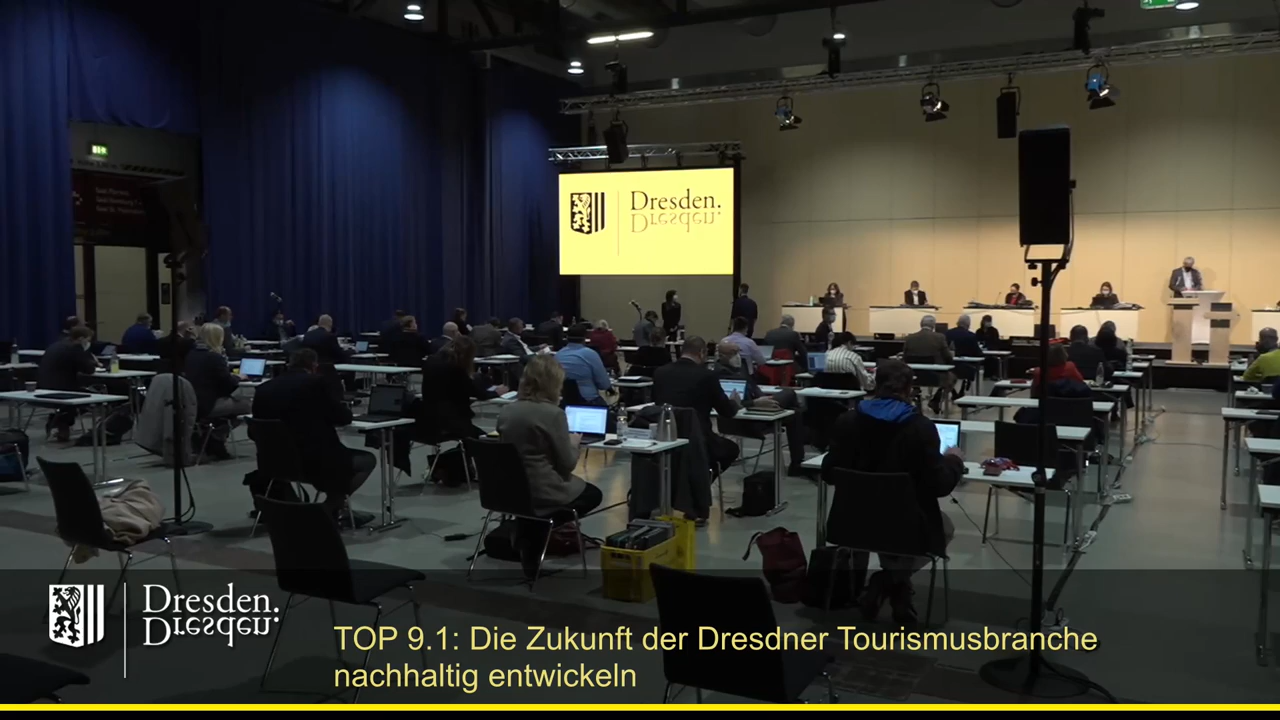 Dresden.
Dresden.
Dresden.
Dresden.
TOP 9.1: Die Zukunft der Dresdner Tourismusbranche
nachhaltig entwickeln